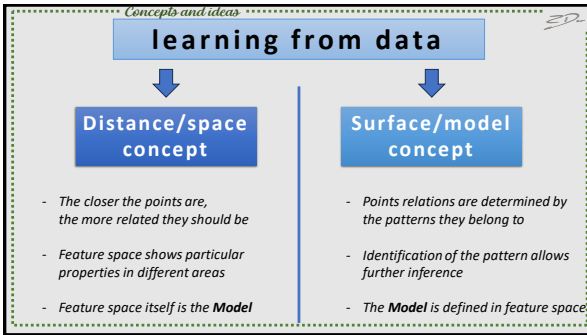 Concepts and ideas
learning from data
Distance/space
concept
- The closer the points are,
the more related they should be
- Feature space shows particular
properties in different areas
- Feature space itself is the Model
Surface/model
concept
- Points relations are determined by
the patterns they belong to
- Identification of the pattern allows
further inference
- The Model is defined in feature space